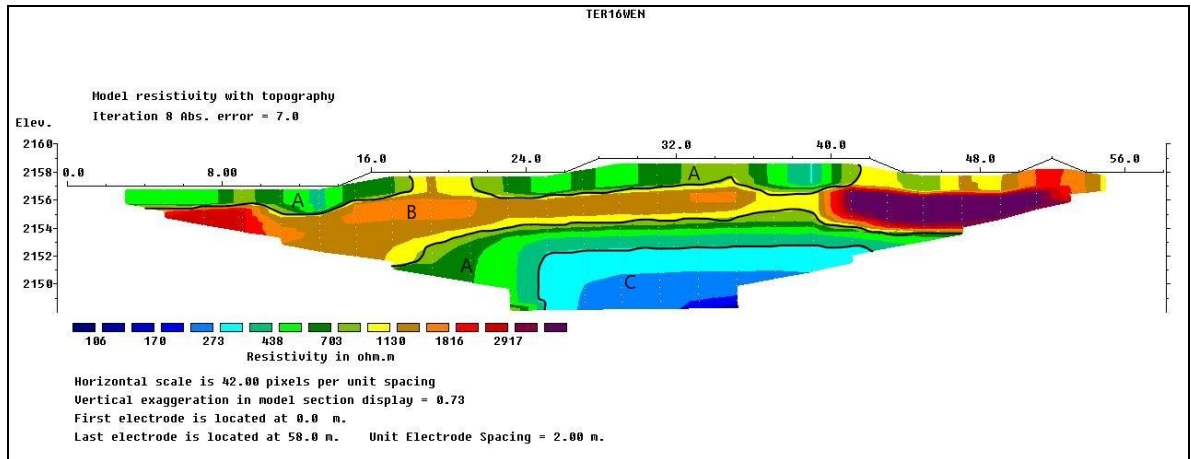 TER16WEN
Model resistivity with topography
Iteration 8 Abs. error = 7.0
Elev.
2160
0.0 8.00 16.0 24.0 32.0 40.0 48.0 56.0
2158
A A
2156
B
2154
2152
A
2150
C
106 170 273 438 703 1130 1816 2917
Resistivity in ohm.m
Horizontal scale is 42.00 pixels per unit spacing
Vertical exaggeration in model section display = 0.73
First electrode is located at 0.0 m.
Last electrode is located at 58.0 m. Unit Electrode Spacing = 2.00 m.